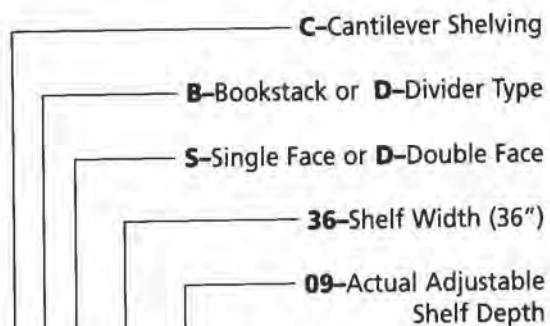 C–Cantilever Shelving
B–Bookstack or D–Divider Type
S–Single Face or D–Double Face
36–Shelf Width (36")
09–Actual Adjustable
Shelf Depth